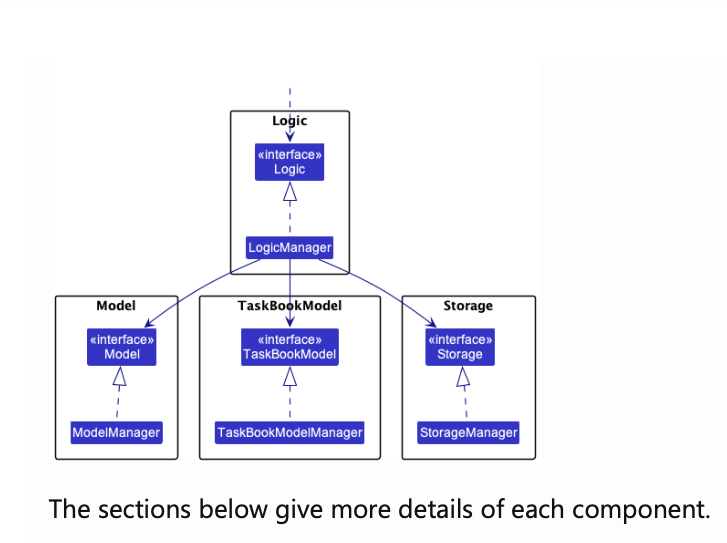 Logic
«interface»
Logic
LogicManager
Model
«interface»
Model
ModelManager
TaskBookModel
«interface»
TaskBookModel
TaskBookModelManager
Storage
«interface»
Storage
StorageManager
The sections below give more details of each component.